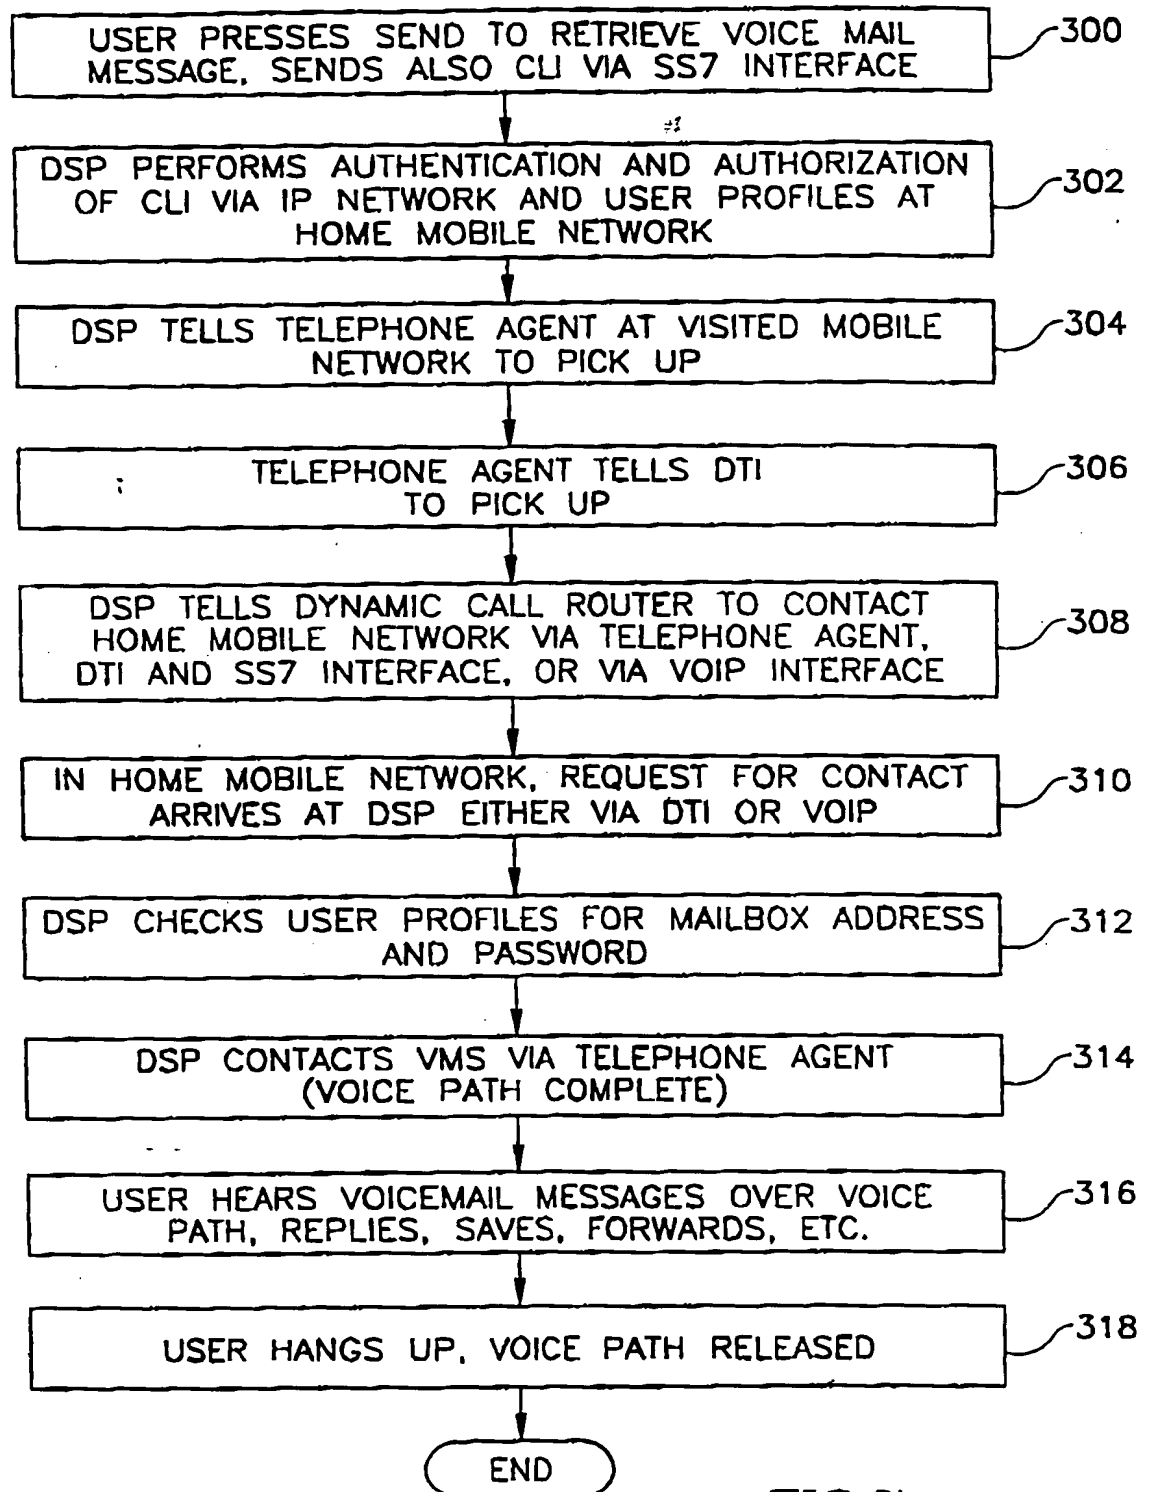 USER PRESSES SEND TO RETRIEVE VOICE MAIL
MESSAGE, SENDS ALSO CLI VIA SS7 INTERFACE
300
DSP PERFORMS AUTHENTICATION AND AUTHORIZATION
OF CLI VIA IP NETWORK AND USER PROFILES AT
HOME MOBILE NETWORK
302
DSP TELLS TELEPHONE AGENT AT VISITED MOBILE
NETWORK TO PICK UP
304
TELEPHONE AGENT TELLS DTI
TO PICK UP
306
DSP TELLS DYNAMIC CALL ROUTER TO CONTACT
HOME MOBILE NETWORK VIA TELEPHONE AGENT,
DTI AND SS7 INTERFACE, OR VIA VOIP INTERFACE
308
IN HOME MOBILE NETWORK, REQUEST FOR CONTACT
ARRIVES AT DSP EITHER VIA DTI OR VOIP
310
DSP CHECKS USER PROFILES FOR MAILBOX ADDRESS
AND PASSWORD
312
DSP CONTACTS VMS VIA TELEPHONE AGENT
(VOICE PATH COMPLETE)
314
USER HEARS VOICEMAIL MESSAGES OVER VOICE
PATH, REPLIES, SAVES, FORWARDS, ETC.
316
USER HANGS UP, VOICE PATH RELEASED
318
END